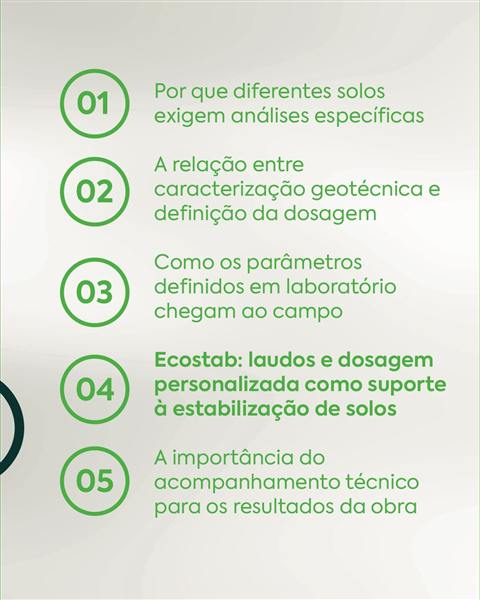 01
Por que diferentes solos
exigem análises específicas
02
A relação entre
caracterização geotécnica e
definição da dosagem
03
Como os parâmetros
definidos em laboratório
chegam ao campo
04
Ecostab: laudos e dosagem
personalizada como suporte
à estabilização de solos
05
A importância do
acompanhamento técnico
para os resultados da obra